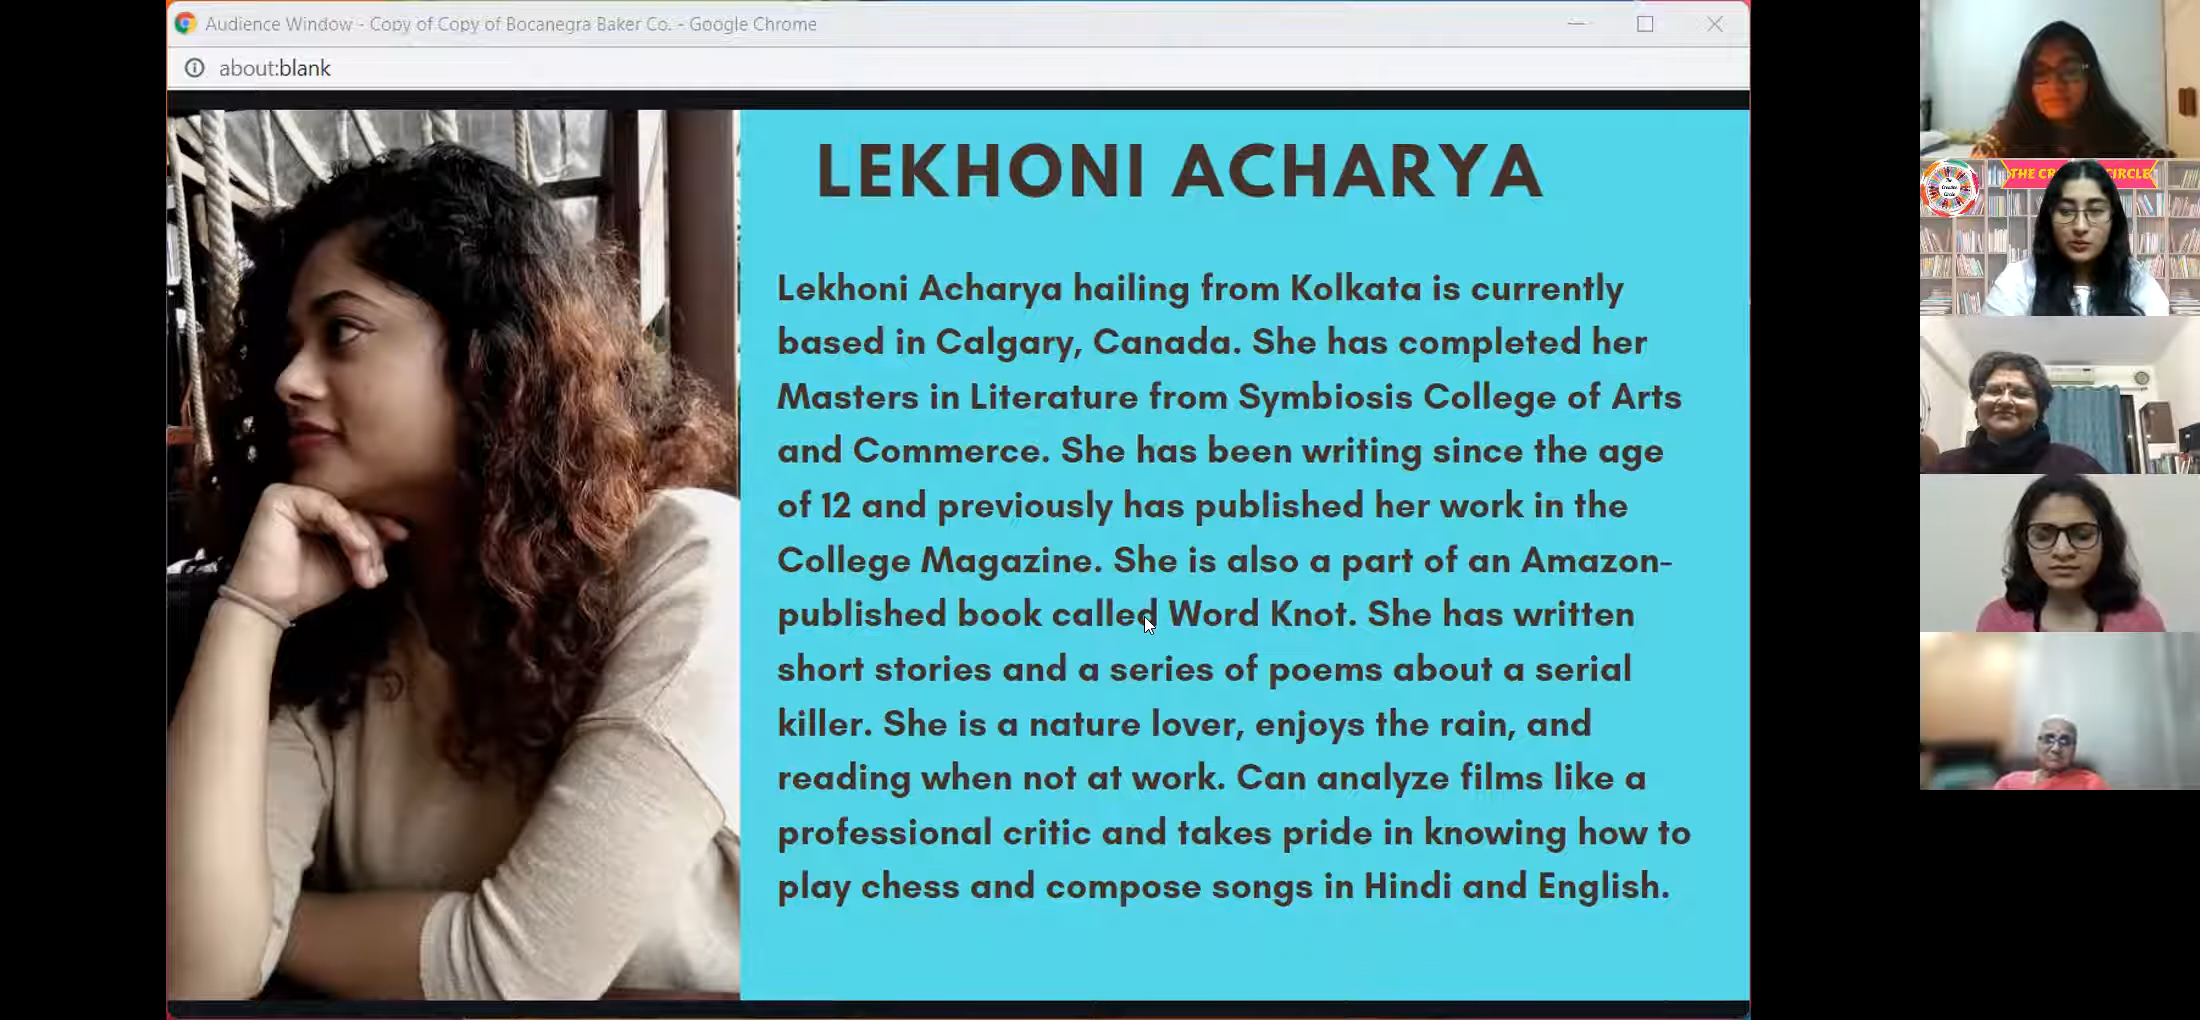 Audience Window - Copy of Copy of Bocanegra Baker Co. - Google Chrome
about:blank
LEKHONI ACHARYA
Lekhoni Acharya hailing from Kolkata is currently
based in Calgary, Canada. She has completed her
Masters in Literature from Symbiosis College of Arts
and Commerce. She has been writing since the age
of 12 and previously has published her work in the
College Magazine. She is also a part of an Amazon-
published book called Word Knot. She has written
short stories and a series of poems about a serial
killer. She is a nature lover, enjoys the rain, and
reading when not at work. Can analyze films like a
professional critic and takes pride in knowing how to
play chess and compose songs in Hindi and English.
The
Creative
Circle
THE CR CIRCLE